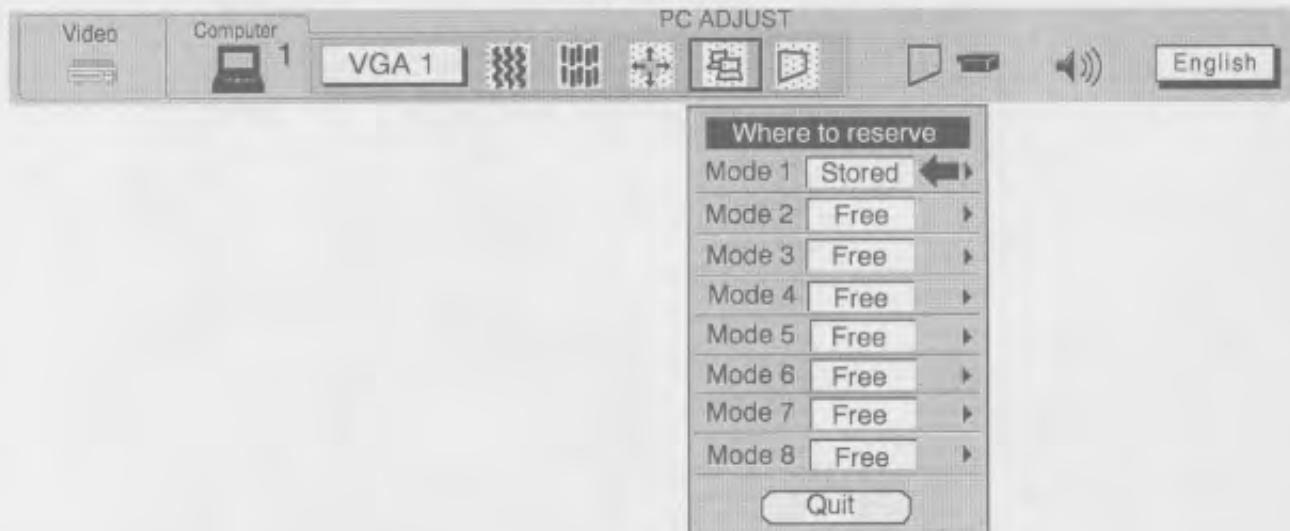 PC ADJUST
Video
Computer
1
VGA 1
English
Where to reserve
Mode 1 Stored
Mode 2 Free
Mode 3 Free
Mode 4 Free
Mode 5 Free
Mode 6 Free
Mode 7 Free
Mode 8 Free
Quit